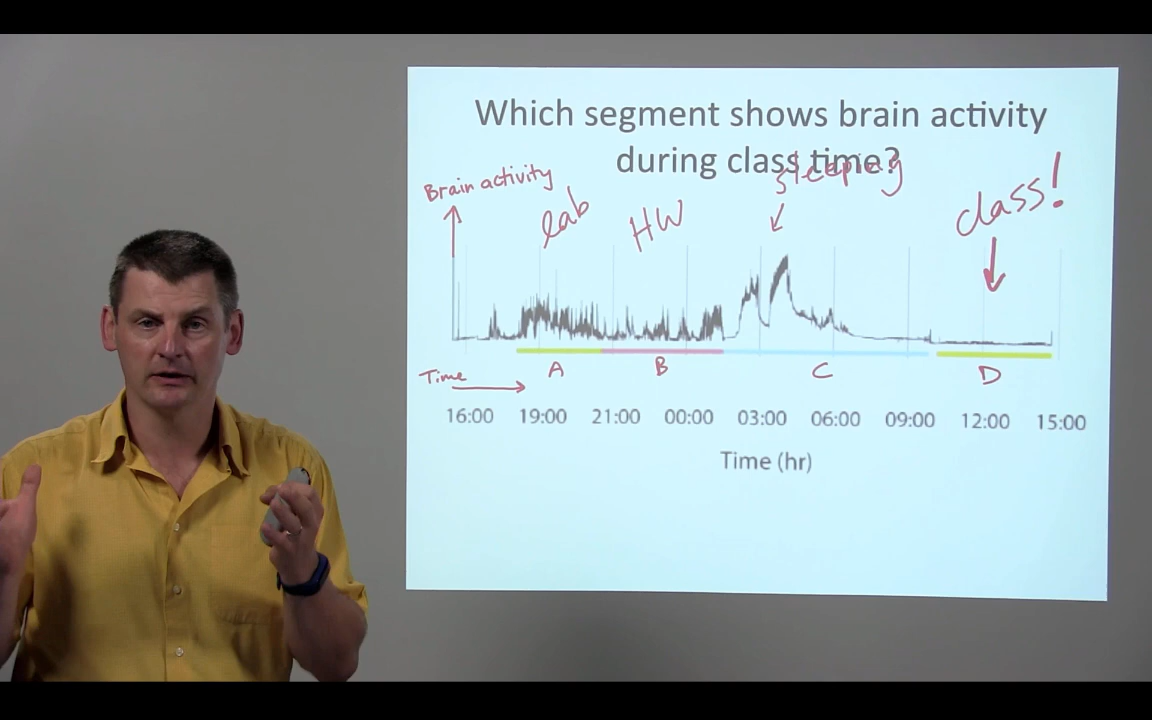 Which segment shows brain activity
during class time?
Brain activity
lab
HW
sleeping
class!
A
B
C
D
Time
16:00 19:00 21:00 00:00 03:00 06:00 09:00 12:00 15:00
Time (hr)